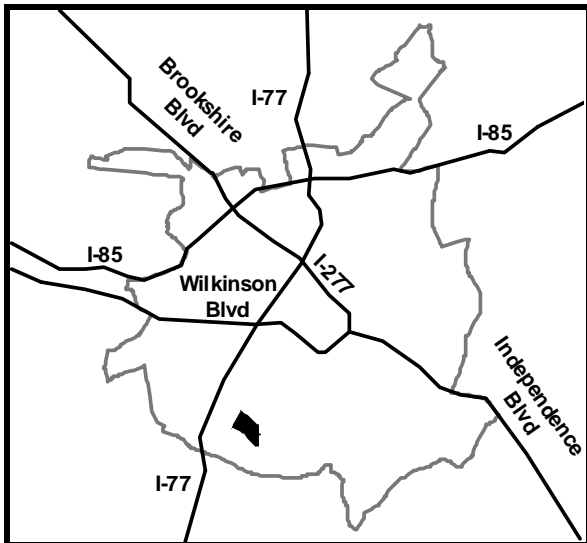 Brookshire
Blvd
I-77
I-85
I-85
I-277
Wilkinson
Blvd
Independence
Blvd
I-77